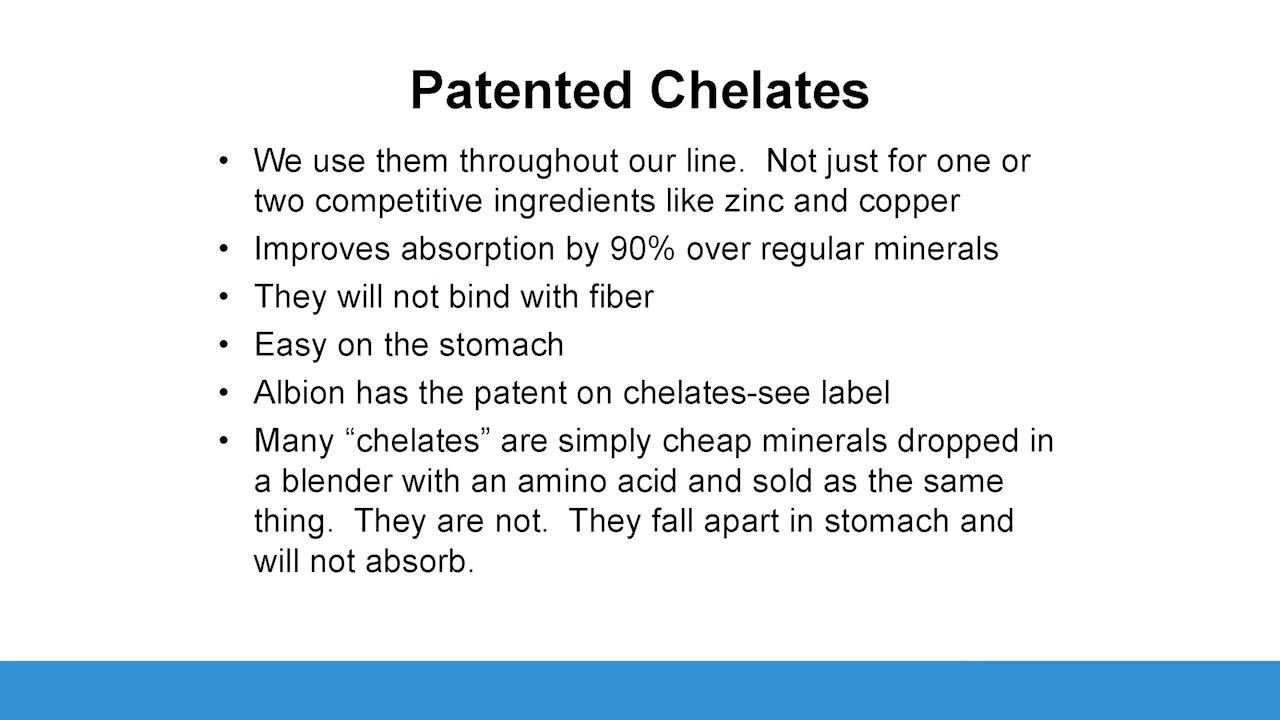 Patented Chelates
• We use them throughout our line.  Not just for one or
two competitive ingredients like zinc and copper
• Improves absorption by 90% over regular minerals
• They will not bind with fiber
• Easy on the stomach
• Albion has the patent on chelates-see label
• Many “chelates” are simply cheap minerals dropped in
a blender with an amino acid and sold as the same
thing.  They are not.  They fall apart in stomach and
will not absorb.